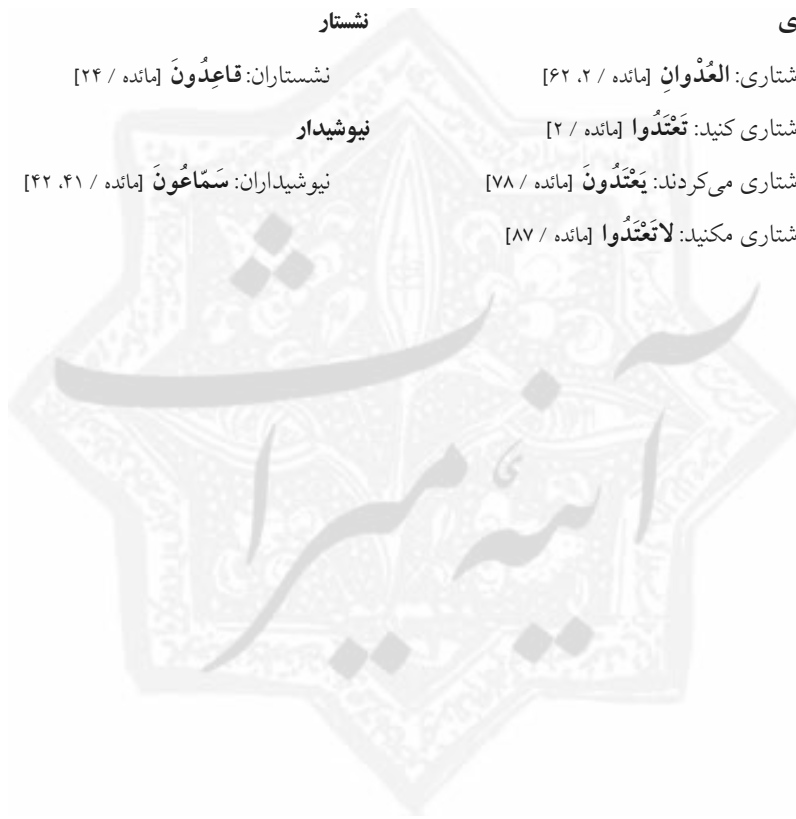 ی
شتاری: العُدْوانِ [مائده / ۲، ۶۲]
شتاری کنید: تَعْتَدُوا [مائده / ۲]
شتاری می‌کردند: يَعْتَدُونَ [مائده / ۷۸]
شتاری مکنید: لاتَعْتَدُوا [مائده / ۸۷]
نشستار
نشستاران: قاعِدُونَ [مائده / ۲۴]
نیوشیدار
نیوشیداران: سَمّاعُونَ [مائده / ۴۱، ۴۲]
آینه میراث